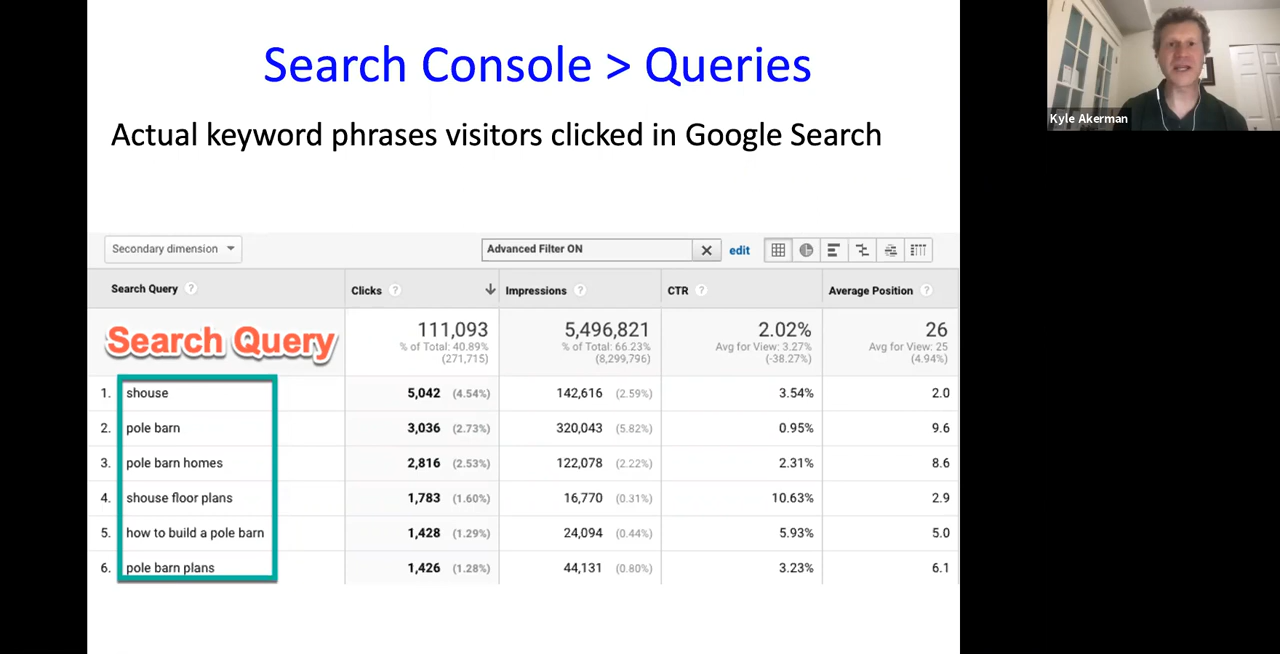 Search Console > Queries
Kyle Akerman
Actual keyword phrases visitors clicked in Google Search
Secondary dimension
Advanced Filter ON
edit
Search Query ? Clicks ? Impressions ? CTR ? Average Position ?
Search Query 111,093 5,496,821 2.02% 26
% of Total: 40.89% % of Total: 66.23% Avg for View: 3.27% Avg for View: 25
(271,715) (8,299,796) (-38.27%) (4.94%)
1. shouse 5,042 (4.54%) 142,616 (2.59%) 3.54% 2.0
2. pole barn 3,036 (2.73%) 320,043 (5.82%) 0.95% 9.6
3. pole barn homes 2,816 (2.53%) 122,078 (2.22%) 2.31% 8.6
4. shouse floor plans 1,783 (1.60%) 16,770 (0.31%) 10.63% 2.9
5. how to build a pole barn 1,428 (1.29%) 24,094 (0.44%) 5.93% 5.0
6. pole barn plans 1,426 (1.28%) 44,131 (0.80%) 3.23% 6.1